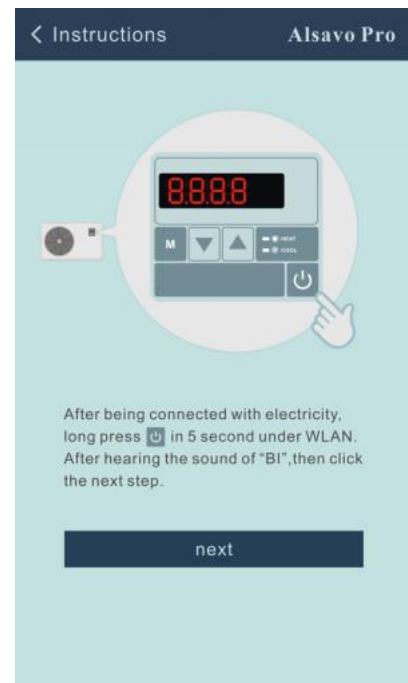 Instructions
Alsavo Pro
8.8.8.8
M
HEAT
COOL
After being connected with electricity,
long press in 5 second under WLAN.
After hearing the sound of “BI”,then click
the next step.
next